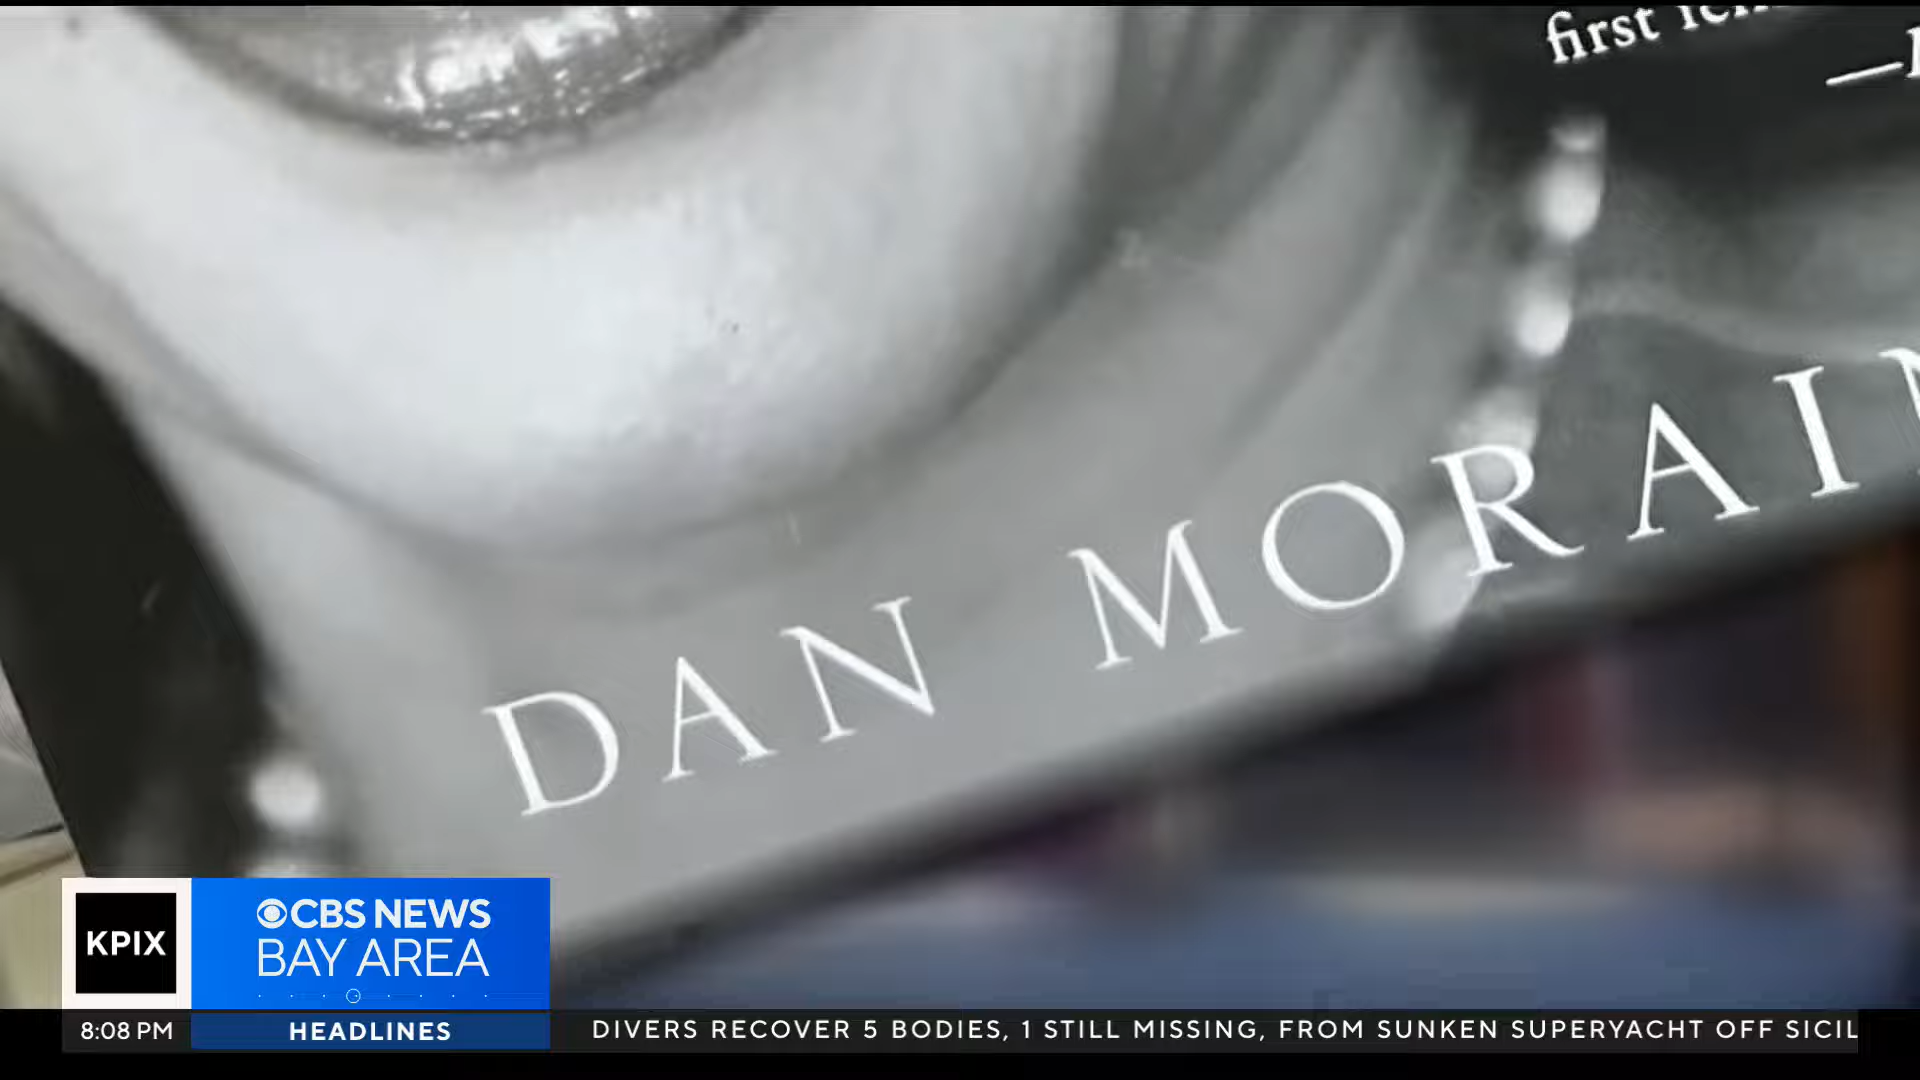 first
DAN MORAIN
KPIX
CBS NEWS
BAY AREA
8:08 PM
HEADLINES
DIVERS RECOVER 5 BODIES, 1 STILL MISSING, FROM SUNKEN SUPERYACHT OFF SICIL